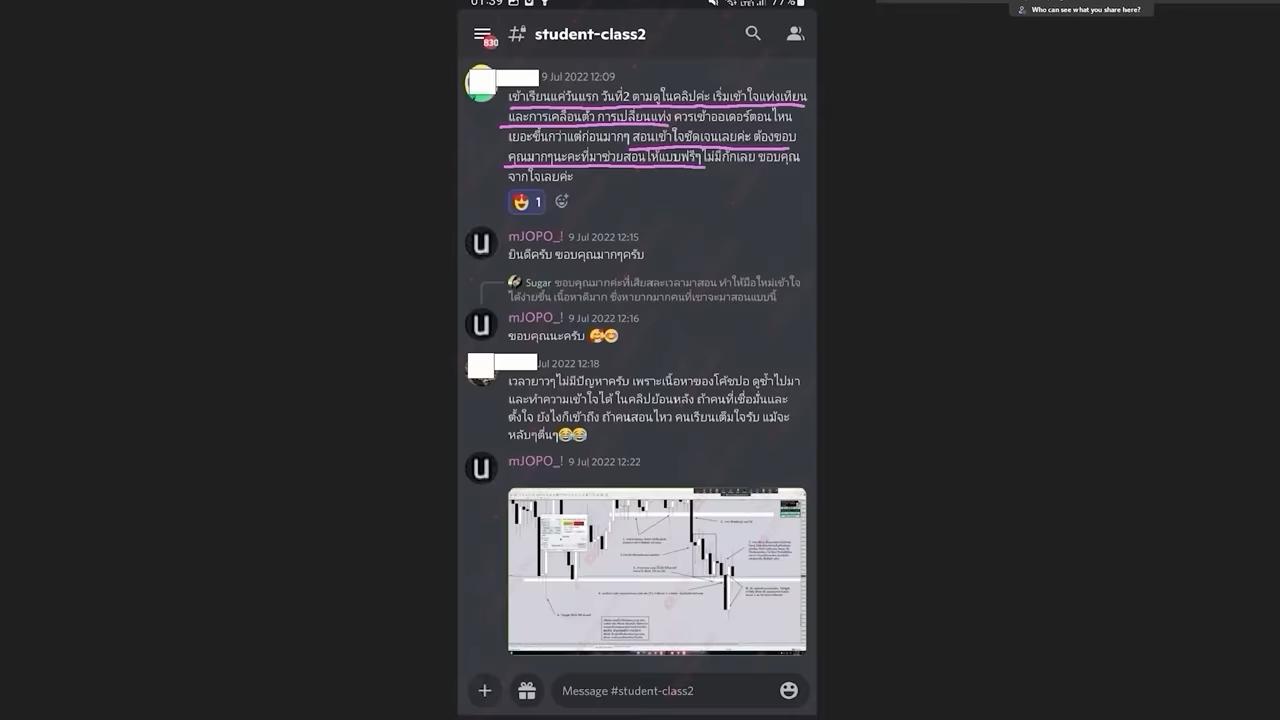 01:39
77%
Who can see what you share here?
830
student-class2
9 Jul 2022 12:09
เข้าเรียนแค่วันแรก วันที่2 ตามดูในคลิปค่ะ เริ่มเข้าใจแท่งเทียน
และการเคลื่อนตัว การเปลี่ยนแท่ง ควรเข้าออเดอร์ตอนไหน
เยอะขึ้นกว่าแต่ก่อนมากๆ สอนเข้าใจชัดเจนเลยค่ะ ต้องขอบ
คุณมากๆนะคะที่มาช่วยสอนให้แบบฟรีๆ ไม่มีกั๊กเลย ขอบคุณ
จากใจเลยค่ะ
1
mJOPO_! 9 Jul 2022 12:15
ยินดีครับ ขอบคุณมากๆครับ
Sugar ขอบคุณมากค่ะที่เสียสละเวลามาสอน ทำให้มือใหม่เข้าใจ
ได้ง่ายขึ้น เนื้อหาดีมาก ซึ่งหายากมากคนที่เขาจะมาสอนแบบนี้
mJOPO_! 9 Jul 2022 12:16
ขอบคุณนะครับ 🥰😁
Jul 2022 12:18
เวลายาวๆไม่มีปัญหาครับ เพราะเนื้อหาของโค๊ชปอ ดูซ้ำไปมา
และทำความเข้าใจได้ ในคลิปย้อนหลัง ถ้าคนที่เชื่อมั่นและ
ตั้งใจ ยังไงก็เข้าถึง ถ้าคนสอนไหว คนเรียนเต็มใจรับ แม้จะ
หลับๆตื่นๆ😂😂
mJOPO_! 9 Jul 2022 12:22
Message #student-class2